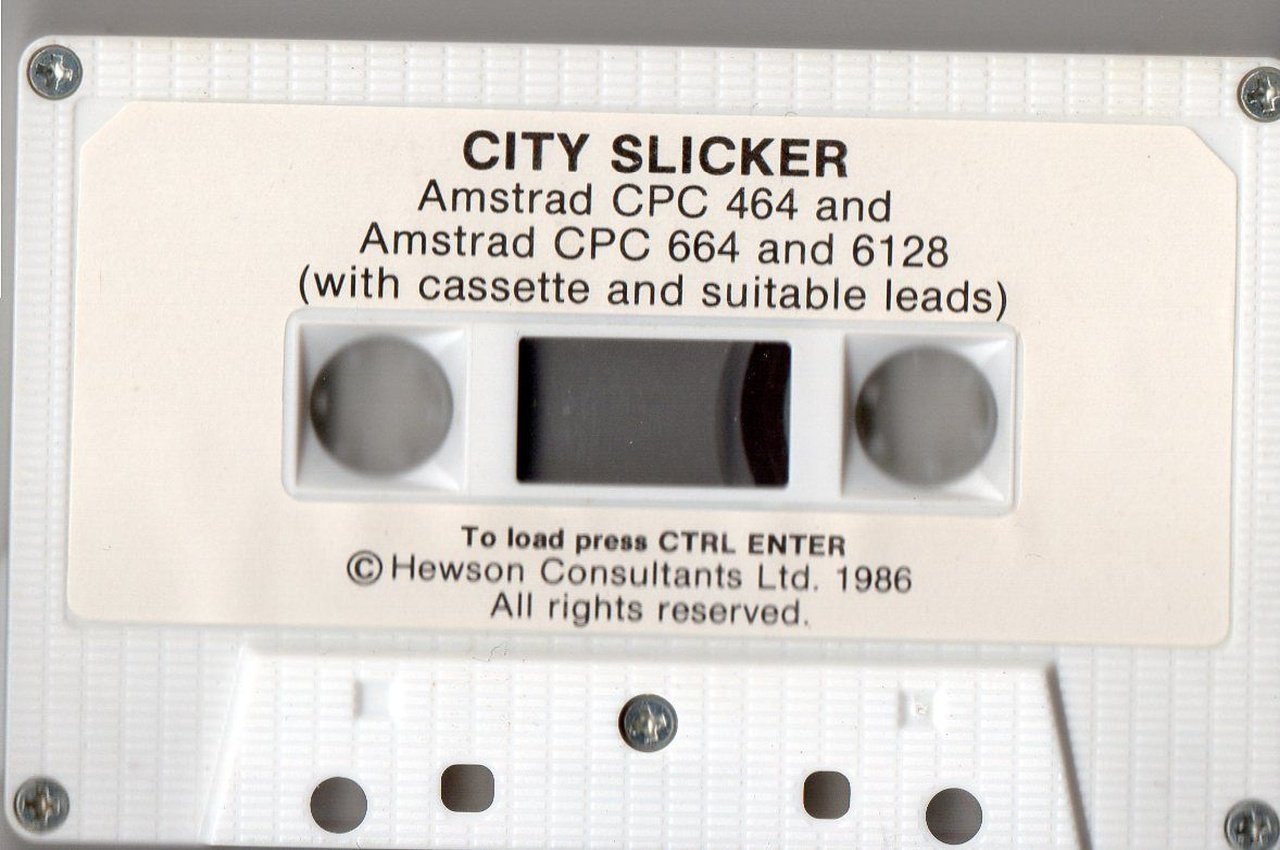 CITY SLICKER
Amstrad CPC 464 and
Amstrad CPC 664 and 6128
(with cassette and suitable leads)
To load press CTRL ENTER
©Hewson Consultants Ltd. 1986
All rights reserved.